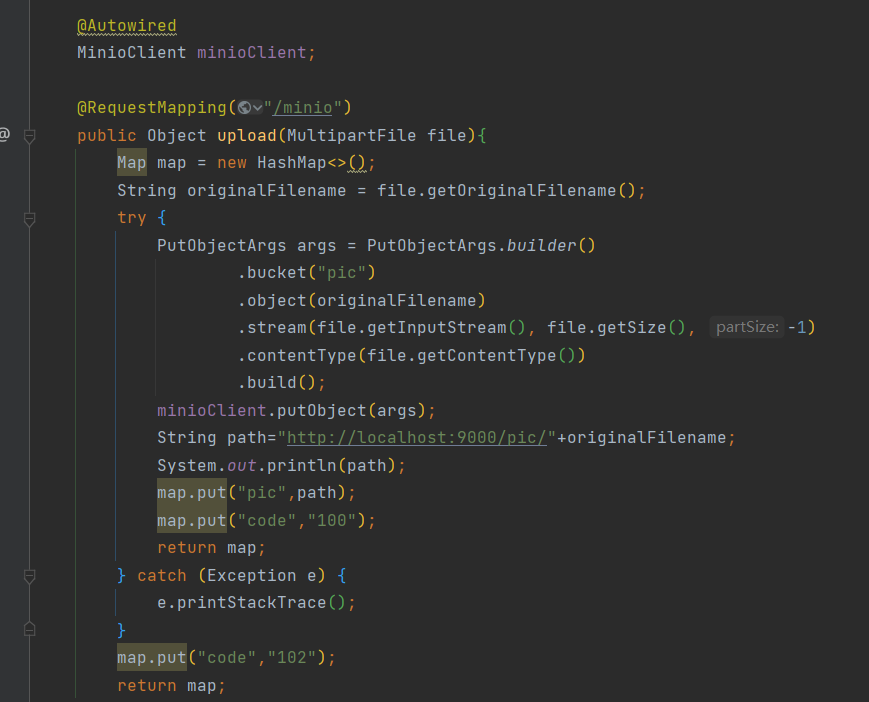 @Autowired
MinioClient minioClient;
@RequestMapping("/minio")
@
public Object upload(MultipartFile file){
Map map = new HashMap<>();
String originalFilename = file.getOriginalFilename();
try {
PutObjectArgs args = PutObjectArgs.builder()
.bucket("pic")
.object(originalFilename)
.stream(file.getInputStream(), file.getSize(), partSize: -1)
.contentType(file.getContentType())
.build();
minioClient.putObject(args);
String path="http://localhost:9000/pic/"+originalFilename;
System.out.println(path);
map.put("pic",path);
map.put("code","100");
return map;
} catch (Exception e) {
e.printStackTrace();
}
map.put("code","102");
return map;